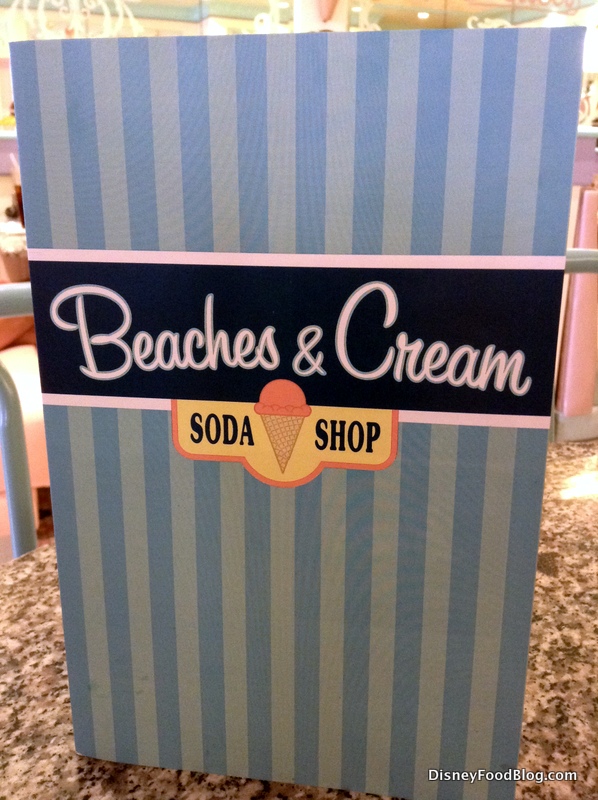 Beaches & Cream
SODA SHOP
DisneyFoodBlog.com